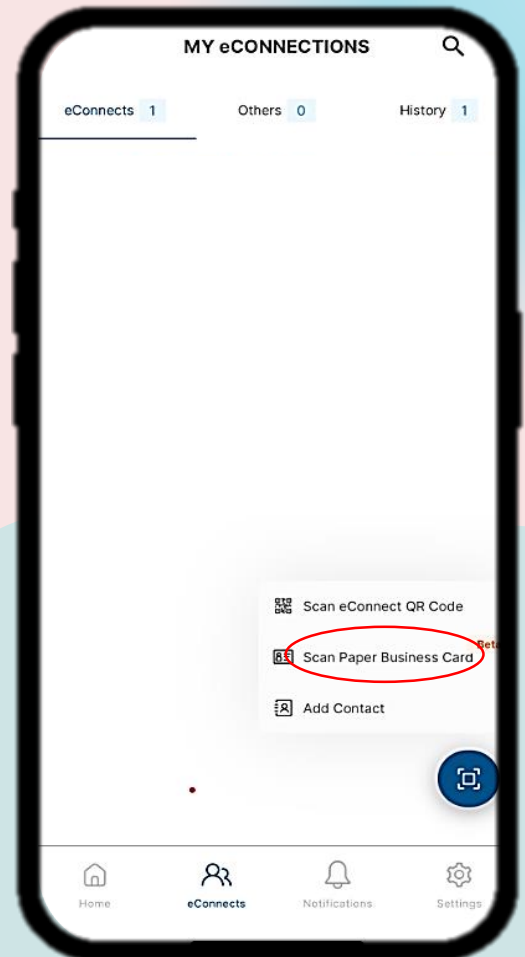 MY eCONNECTIONS
eConnects 1 Others 0 History 1
Scan eConnect QR Code
Beta
Scan Paper Business Card
Add Contact
Home eConnects Notifications Settings